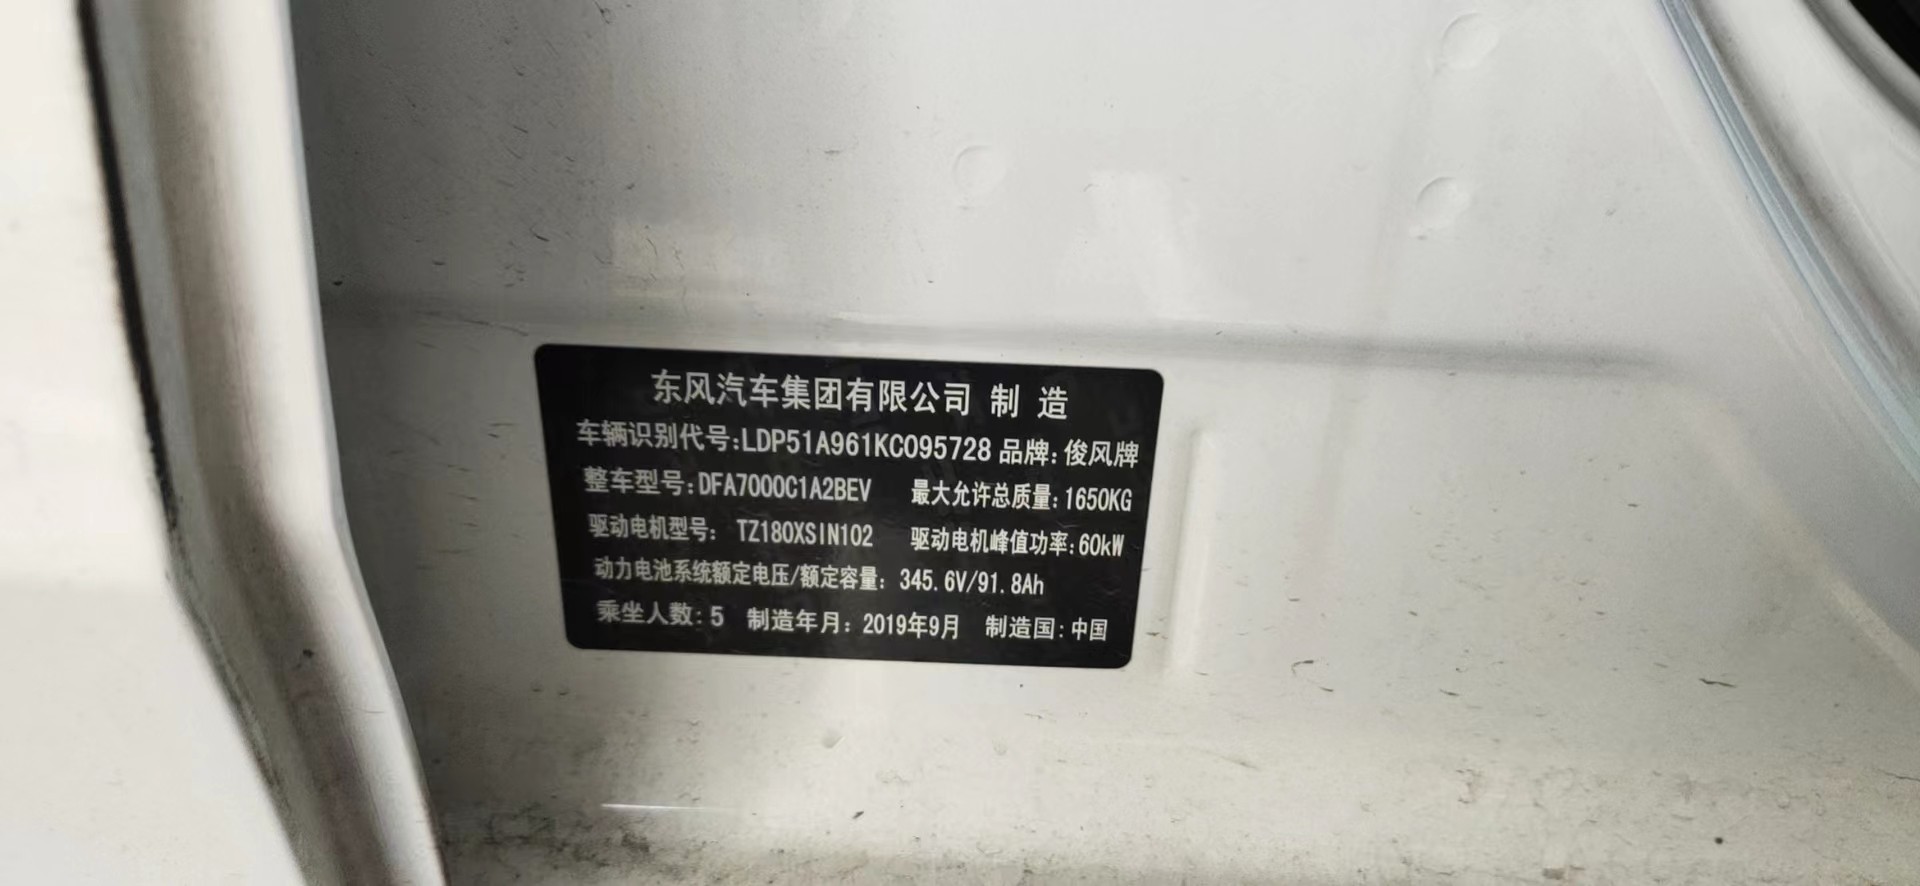 东风汽车集团有限公司 制 造
车辆识别代号:LDP51A961KC095728 品牌:俊风牌
整车型号:DFA7000C1A2BEV 最大允许总质量:1650KG
驱动电机型号: TZ180XSIN102 驱动电机峰值功率:60kW
动力电池系统额定电压/额定容量: 345.6V/91.8Ah
乘坐人数:5 制造年月: 2019年9月 制造国:中国